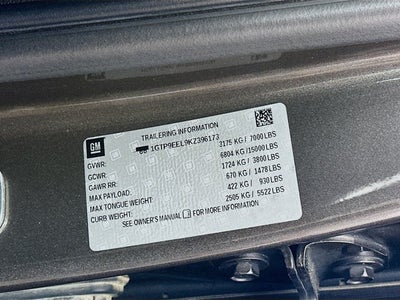 GM
TRAILERING INFORMATION
1GTP9EEL9KZ396173
GVWR: 3175 KG / 7000 LBS
GCWR: 6804 KG /15000 LBS
GAWR RR: 1724 KG / 3800 LBS
MAX PAYLOAD: 670 KG / 1478 LBS
MAX TONGUE WEIGHT: 422 KG / 930 LBS
CURB WEIGHT: 2505 KG / 5522 LBS
SEE OWNER'S MANUAL FOR MORE INFORMATION